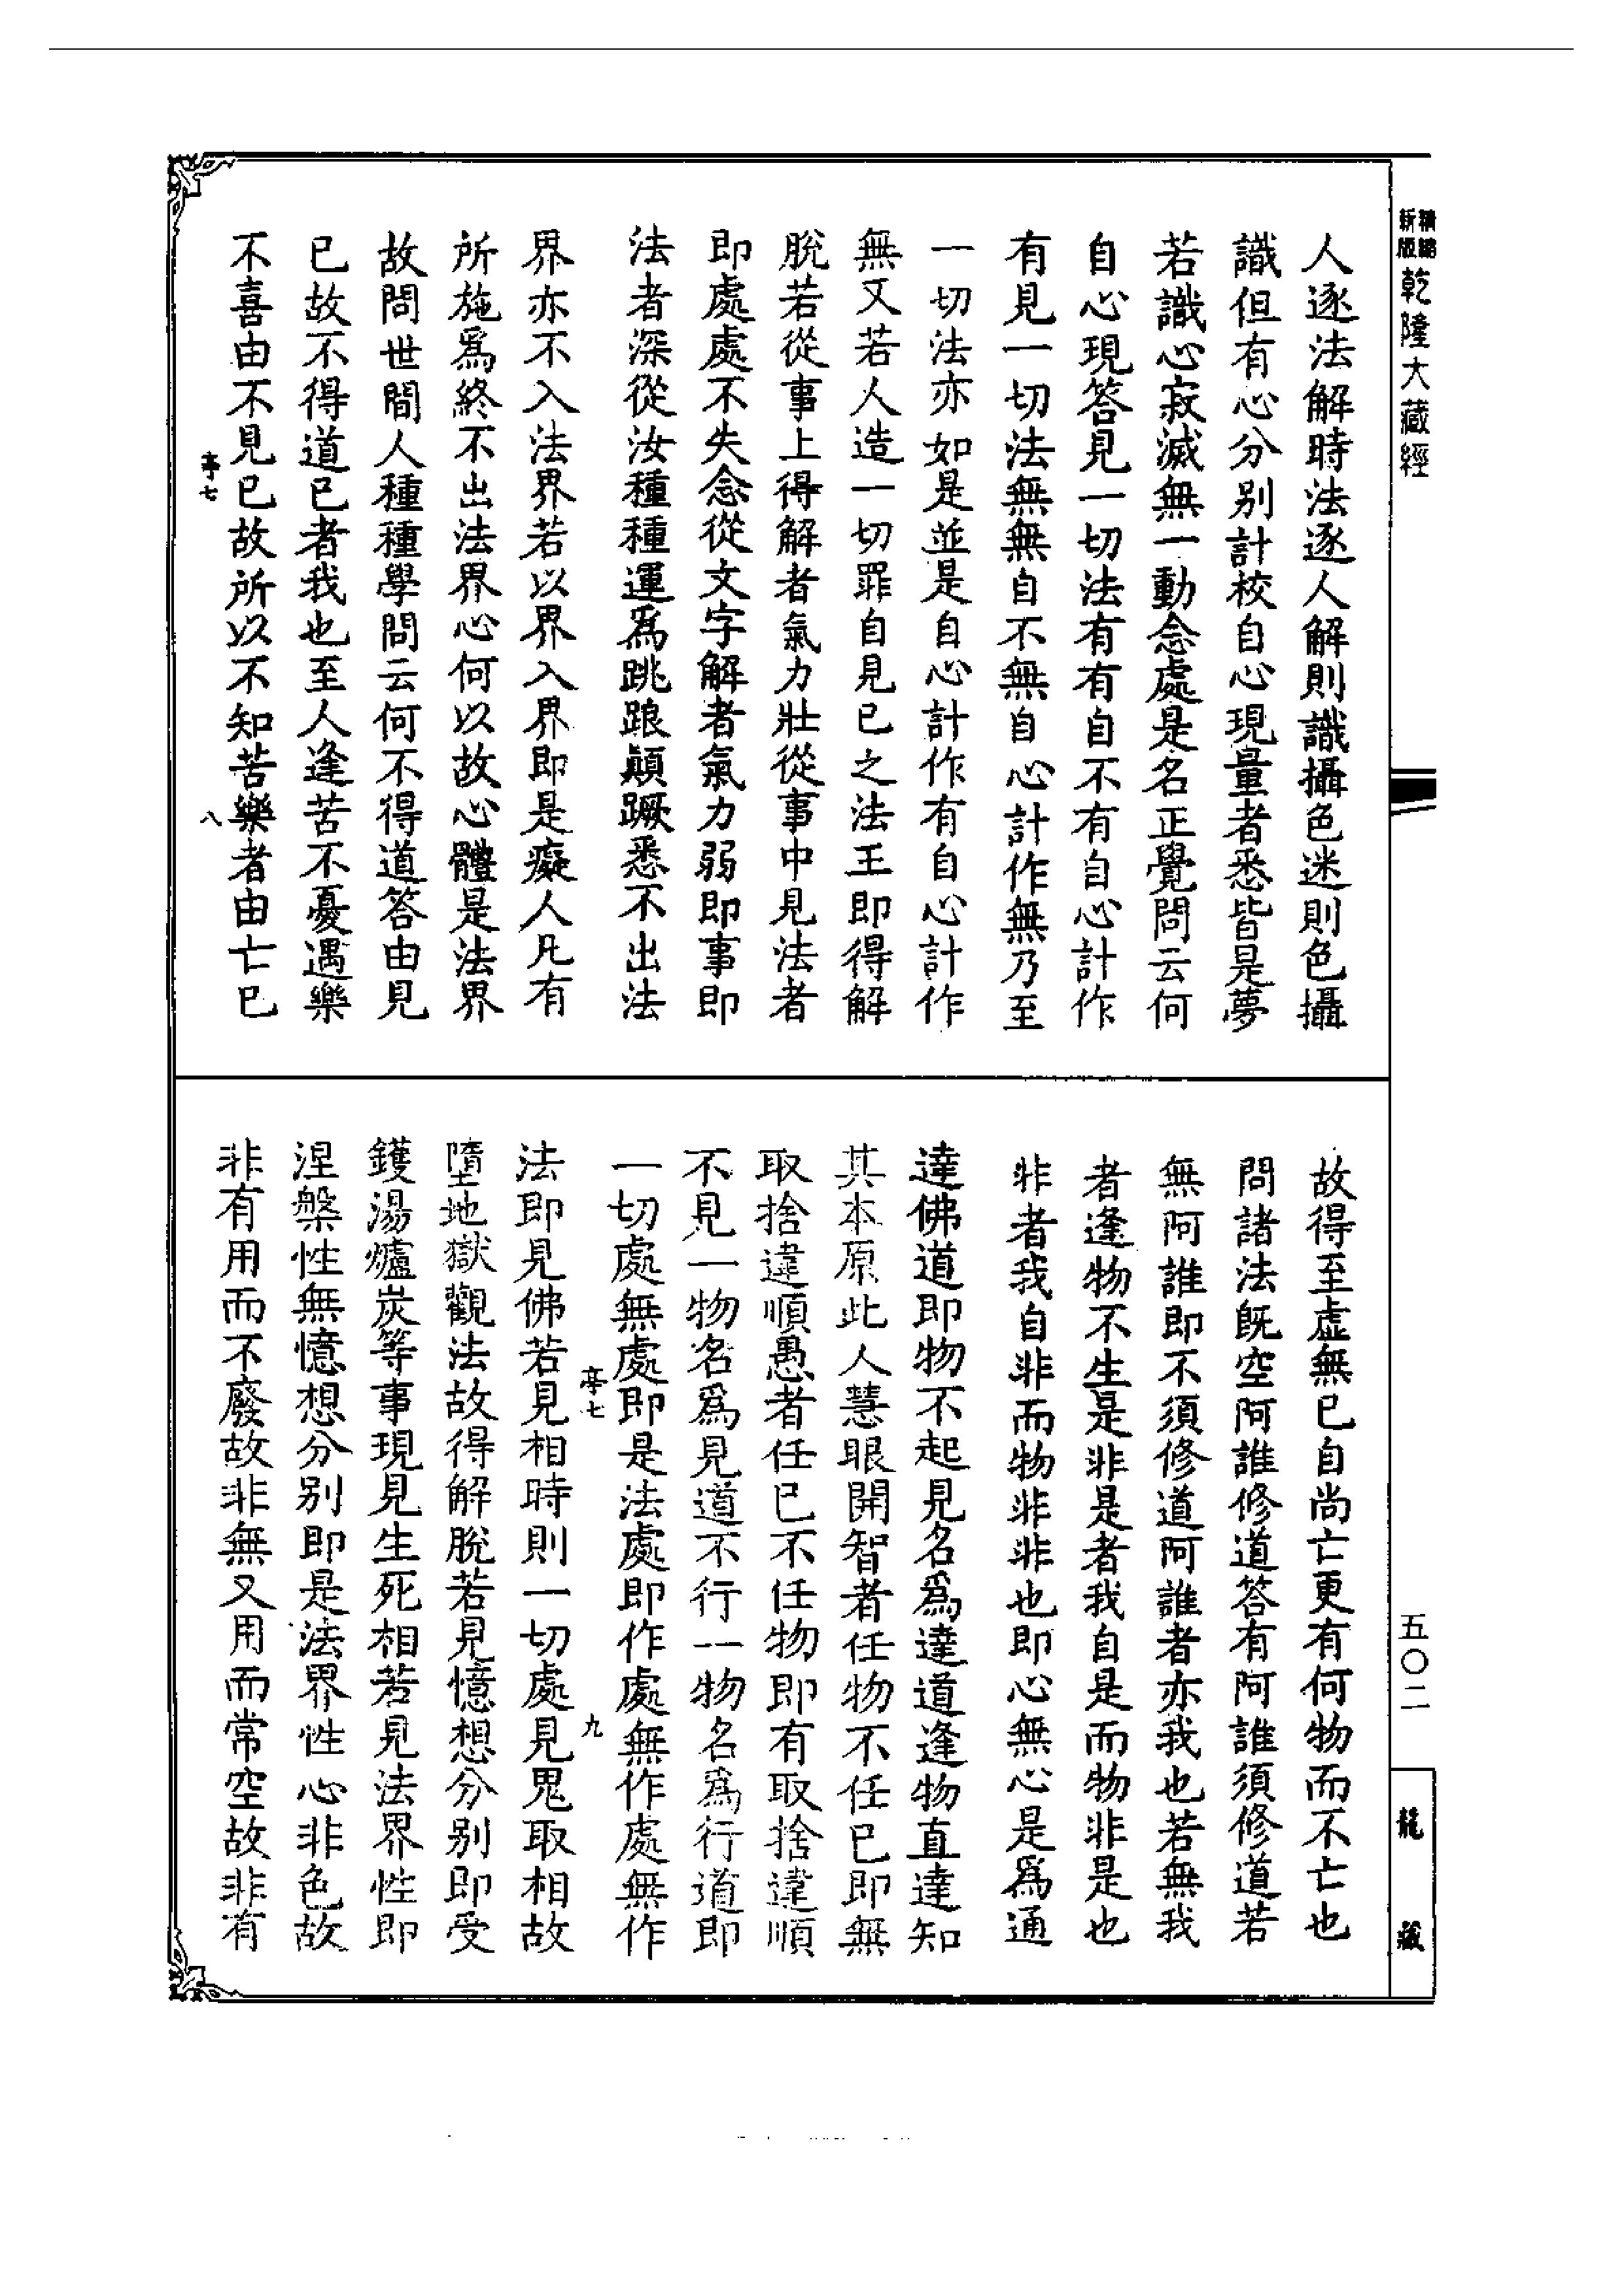 精縮新版乾隆大藏經
人逐法解時法逐人解則識攝色迷則色攝
識但有心分別計校自心現量者悉皆是夢
若識心寂滅無一動念處是名正覺問云何
自心現答見一切法有有自不有自心計作
有見一切法無無自不無自心計作無乃至
一切法亦如是並是自心計作有自心計作
無又若人造一切罪自見己之法王即得解
脫若從事上得解者氣力壯從事中見法者
即處處不失念從文字解者氣力弱即事即
法者深從汝種種運爲跳踉顛蹶悉不出法
界亦不入法界若以界入界即是癡人凡有
所施爲終不出法界心何以故心體是法界
故問世間人種種學問云何不得道答由見
已故不得道已者我也至人逢苦不憂遇樂
不喜由不見已故所以不知苦樂者由亡已
亭七
八
故得至虛無已自尚亡更有何物而不亡也
問諸法旣空阿誰修道答有阿誰須修道若
無阿誰即不須修道阿誰者亦我也若無我
者逢物不生是非是者我自是而物非是也
非者我自非而物非非也即心無心是爲通
達佛道即物不起見名爲達道逢物直達知
其本原此人慧眼開智者任物不任已即無
取捨違順愚者任已不任物即有取捨違順
不見一物名爲見道不行一物名爲行道即
一切處無處即是法處即作處無作處無作
亭七
九
法即見佛若見相時則一切處見鬼取相故
墮地獄觀法故得解脫若見憶想分別即受
鑊湯爐炭等事現見生死相若見法界性即
涅槃性無憶想分別即是法界性心非色故
非有用而不廢故非無又用而常空故非有
五〇二
龍藏